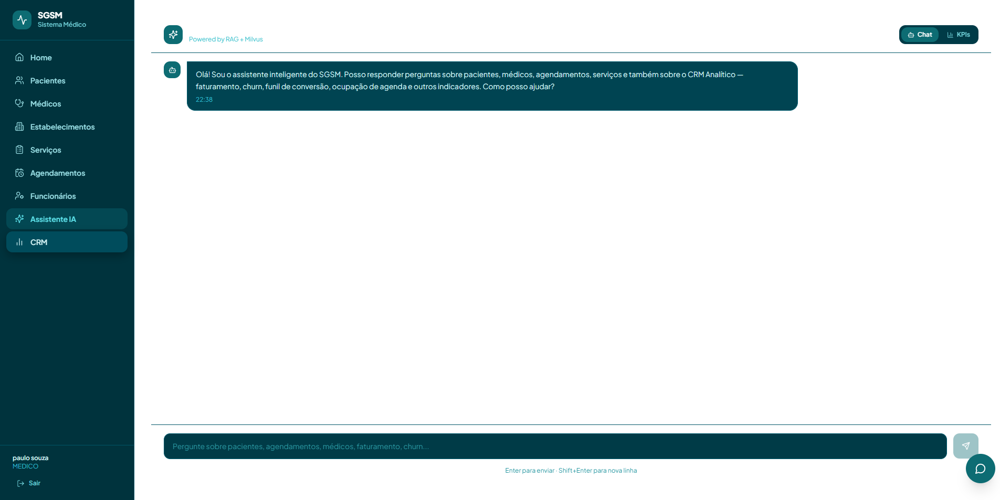 SGSM
Sistema Médico
Home
Pacientes
Médicos
Estabelecimentos
Serviços
Agendamentos
Funcionários
Assistente IA
CRM
paulo souza
MEDICO
Sair
Powered by RAG + Milvus
Chat
KPIs
Olá! Sou o assistente inteligente do SGSM. Posso responder perguntas sobre pacientes, médicos, agendamentos, serviços e também sobre o CRM Analítico —
faturamento, churn, funil de conversão, ocupação de agenda e outros indicadores. Como posso ajudar?
22:38
Pergunte sobre pacientes, agendamentos, médicos, faturamento, churn...
Enter para enviar · Shift+Enter para nova linha